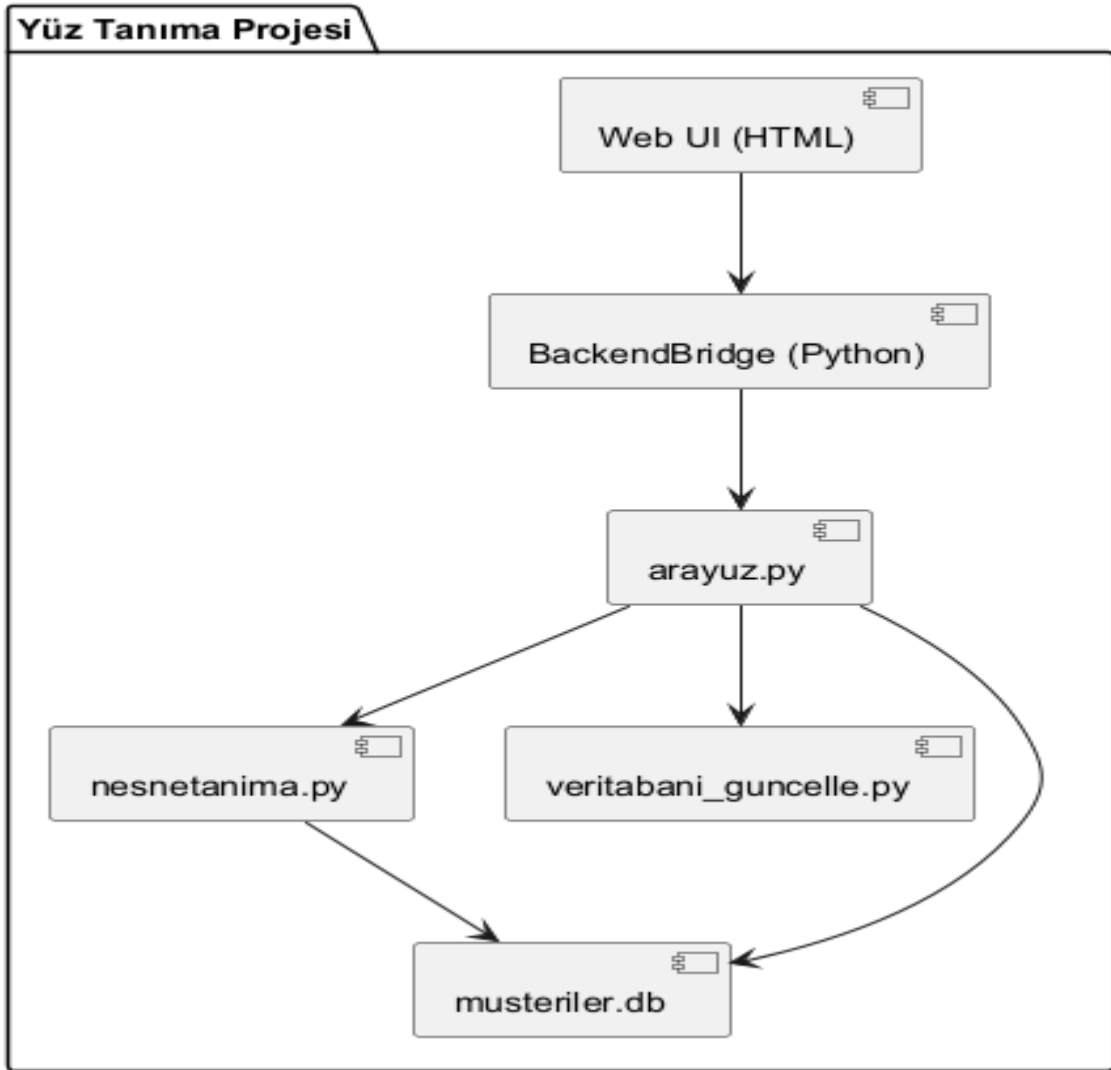 Yüz Tanıma Projesi
Web UI (HTML)
BackendBridge (Python)
arayuz.py
nesnetanima.py
veritabani_guncelle.py
musteriler.db